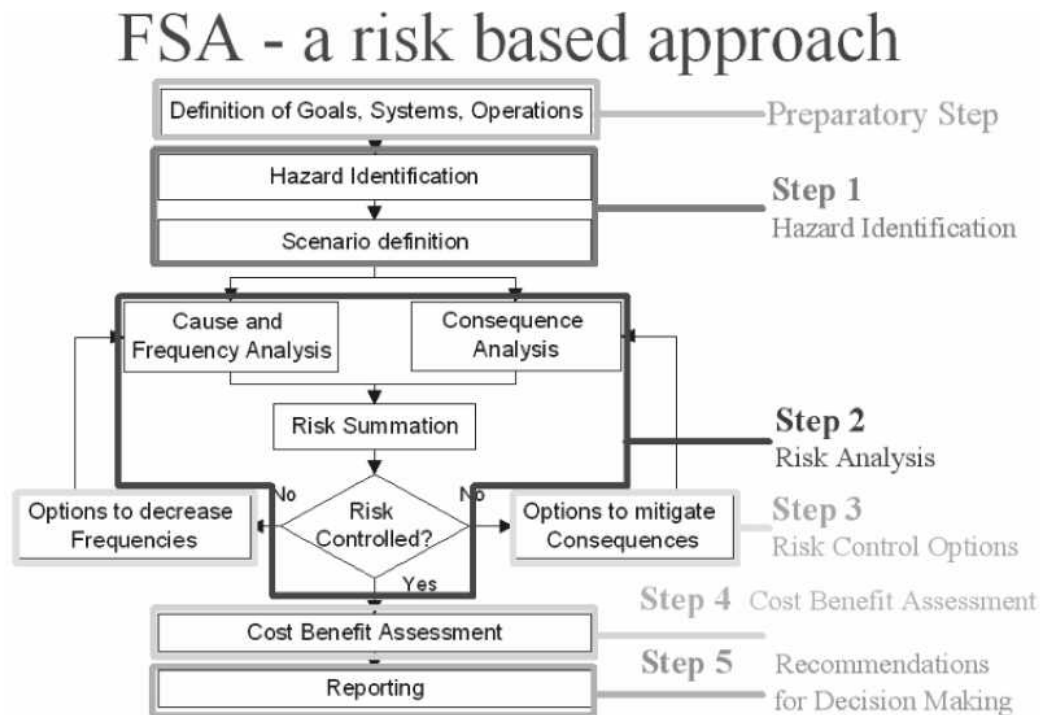 FSA - a risk based approach
Definition of Goals, Systems, Operations
Preparatory Step
Hazard Identification
Step 1
Hazard Identification
Scenario definition
Cause and
Frequency Analysis
Consequence
Analysis
Risk Summation
Step 2
Risk Analysis
No
No
Options to decrease
Frequencies
Risk
Controlled?
Options to mitigate
Consequences
Step 3
Risk Control Options
Yes
Step 4 Cost Benefit Assessment
Cost Benefit Assessment
Step 5 Recommendations
for Decision Making
Reporting